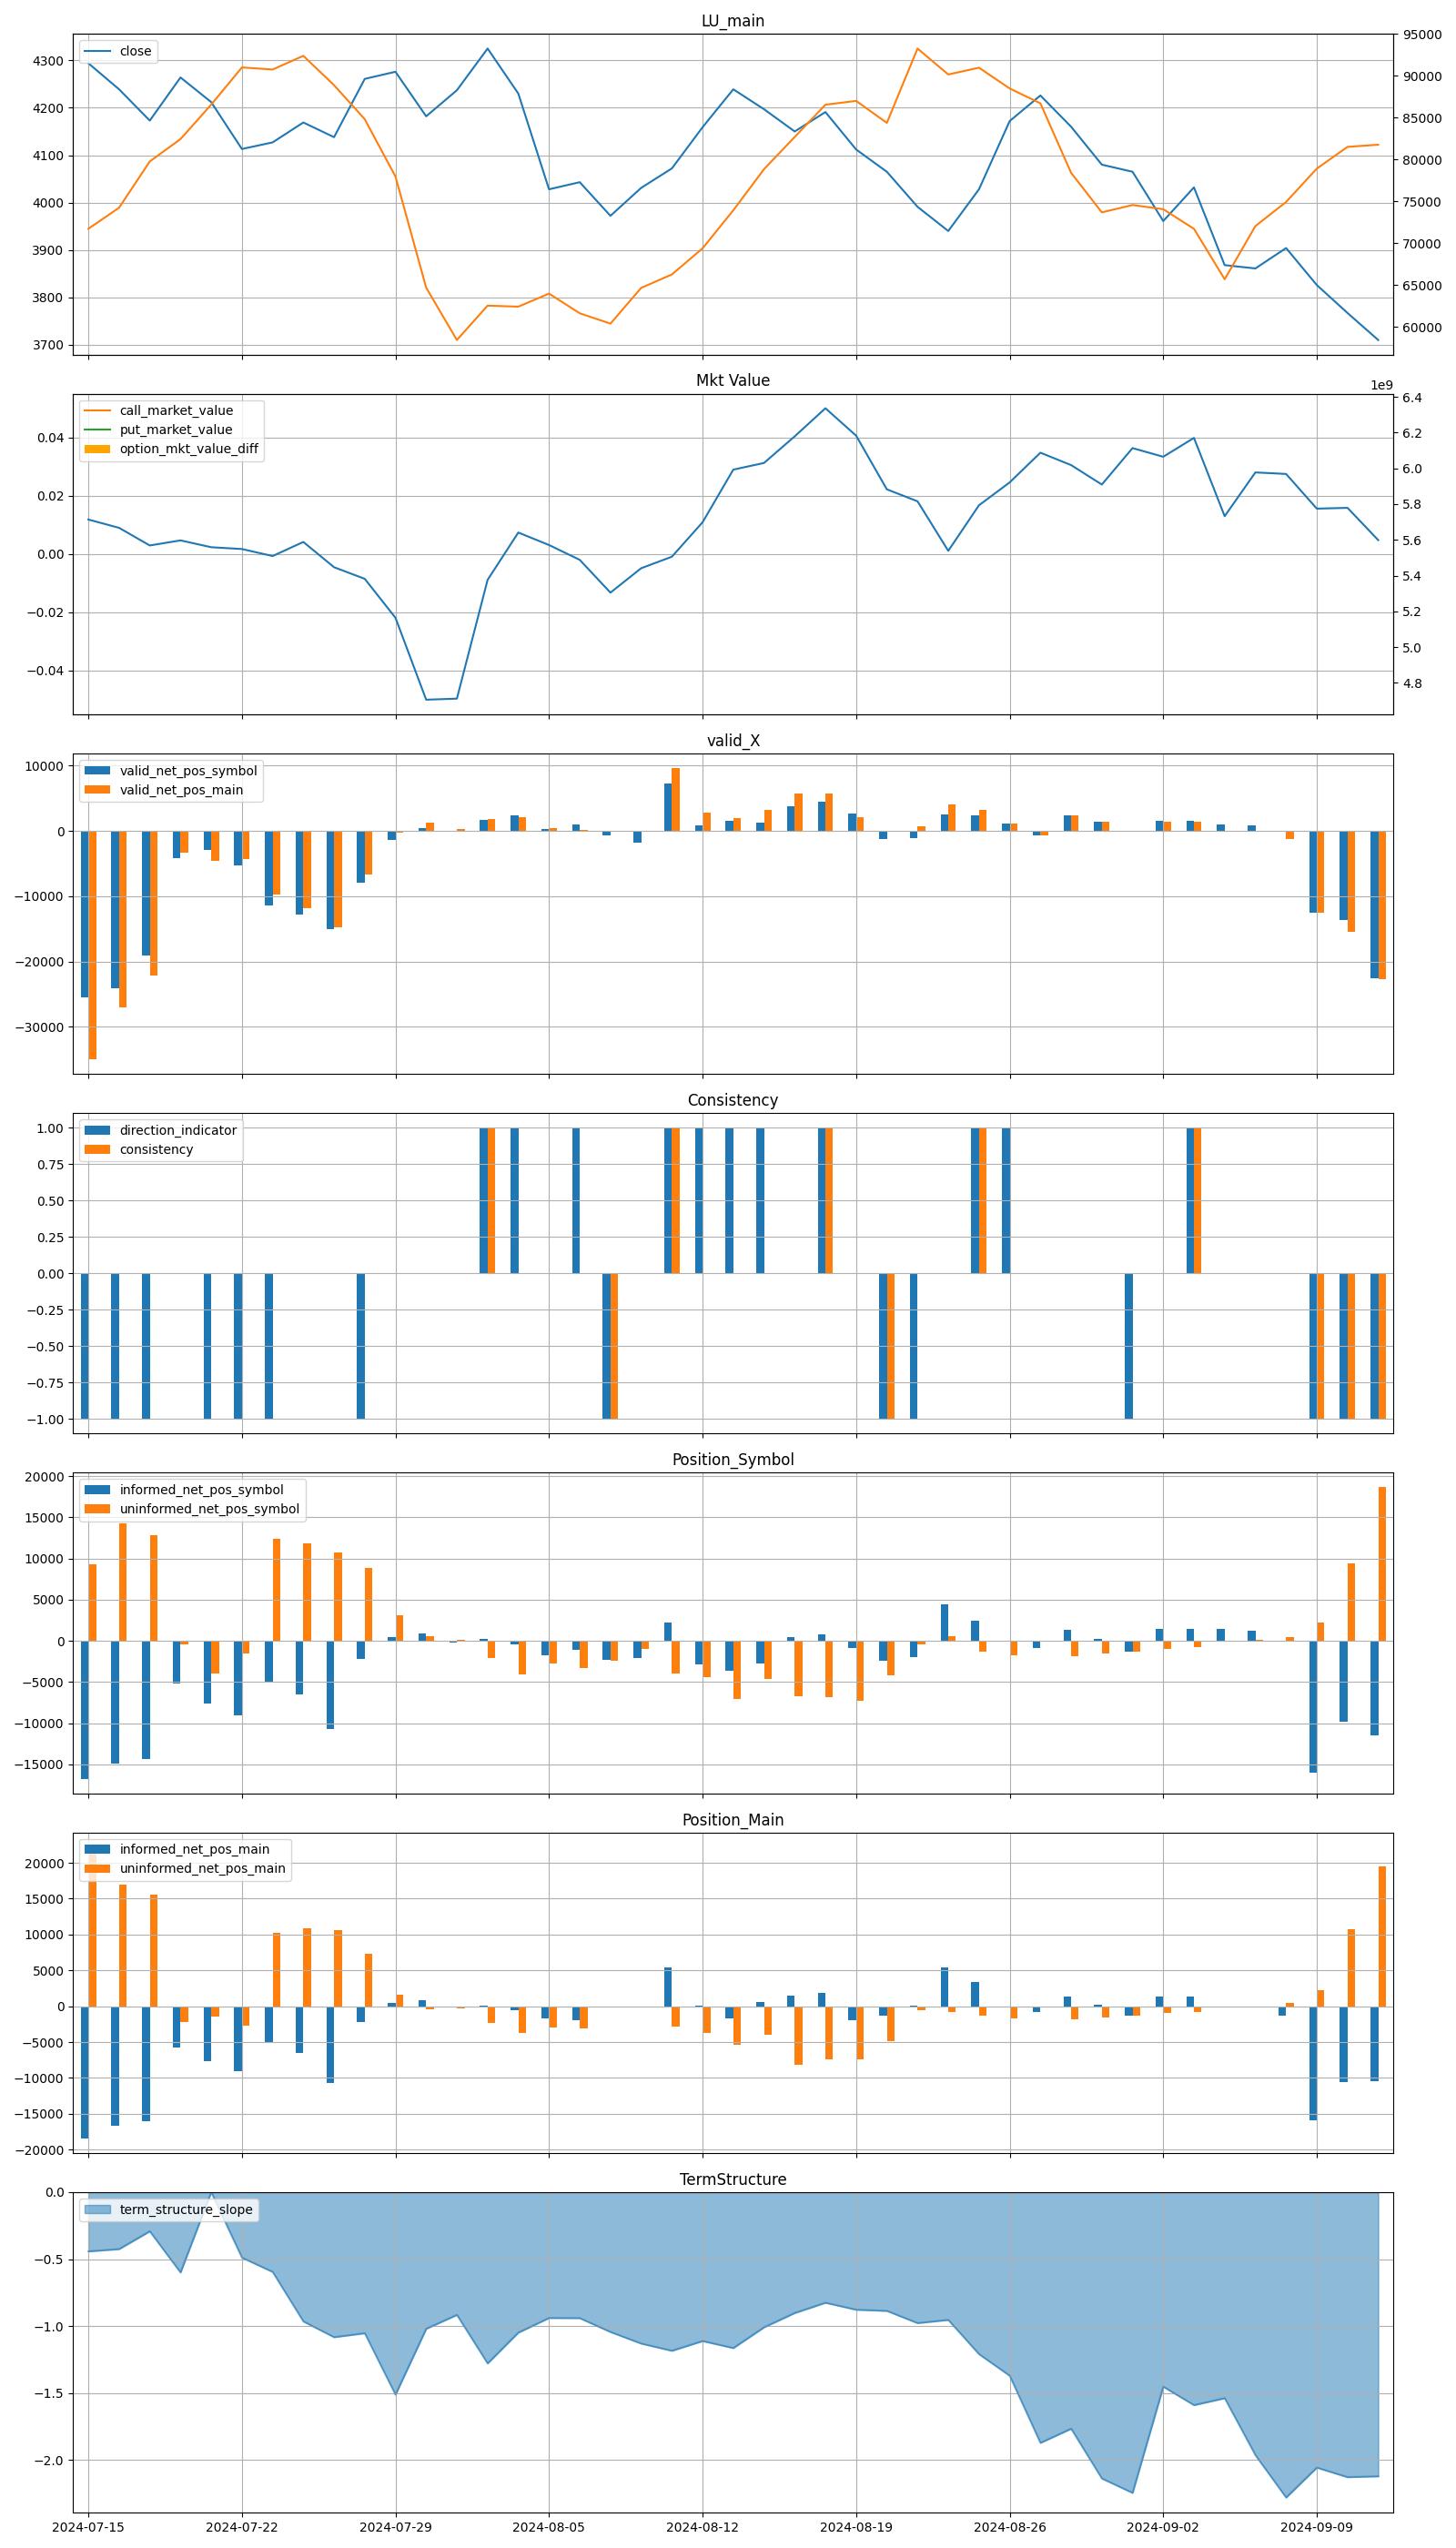 LU_main
close
4300
4200
4100
4000
3900
3800
3700
95000
90000
85000
80000
75000
70000
65000
60000
Mkt Value
1e9
call_market_value
put_market_value
option_mkt_value_diff
0.04
0.02
0.00
−0.02
−0.04
6.4
6.2
6.0
5.8
5.6
5.4
5.2
5.0
4.8
valid_X
valid_net_pos_symbol
valid_net_pos_main
10000
0
−10000
−20000
−30000
Consistency
direction_indicator
consistency
1.00
0.75
0.50
0.25
0.00
−0.25
−0.50
−0.75
−1.00
Position_Symbol
informed_net_pos_symbol
uninformed_net_pos_symbol
20000
15000
10000
5000
0
−5000
−10000
−15000
Position_Main
informed_net_pos_main
uninformed_net_pos_main
20000
15000
10000
5000
0
−5000
−10000
−15000
−20000
TermStructure
term_structure_slope
0.0
−0.5
−1.0
−1.5
−2.0
2024-07-15 2024-07-22 2024-07-29 2024-08-05 2024-08-12 2024-08-19 2024-08-26 2024-09-02 2024-09-09